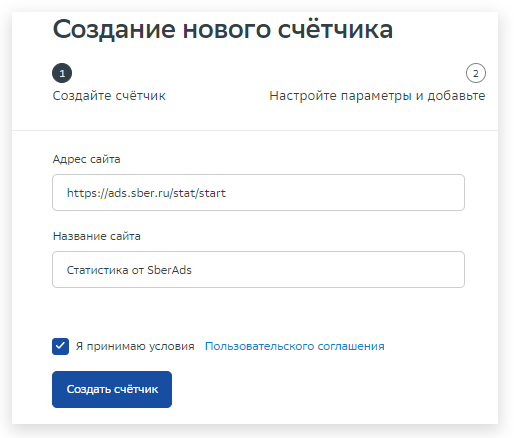 Создание нового счётчика
1 2
Создайте счётчик Настройте параметры и добавьте
Адрес сайта
https://ads.sber.ru/stat/start
Название сайта
Статистика от SberAds
Я принимаю условия Пользовательского соглашения
Создать счётчик